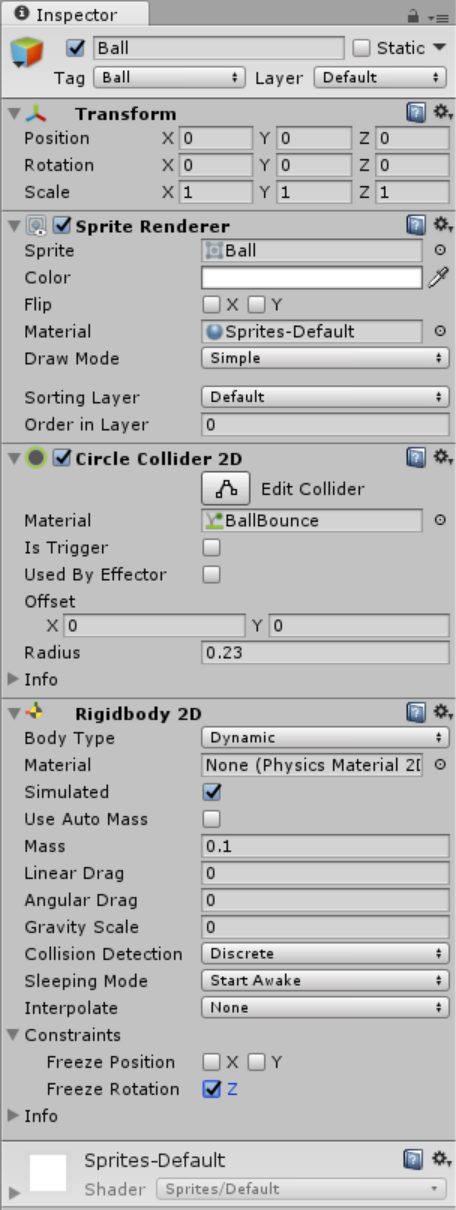 Inspector
Ball Static
Tag Ball Layer Default
Transform
Position X 0 Y 0 Z 0
Rotation X 0 Y 0 Z 0
Scale X 1 Y 1 Z 1
Sprite Renderer
Sprite Ball
Color
Flip X Y
Material Sprites-Default
Draw Mode Simple
Sorting Layer Default
Order in Layer 0
Circle Collider 2D
Edit Collider
Material BallBounce
Is Trigger
Used By Effector
Offset
X 0 Y 0
Radius 0.23
Info
Rigidbody 2D
Body Type Dynamic
Material None (Physics Material 2D
Simulated
Use Auto Mass
Mass 0.1
Linear Drag 0
Angular Drag 0
Gravity Scale 0
Collision Detection Discrete
Sleeping Mode Start Awake
Interpolate None
Constraints
Freeze Position X Y
Freeze Rotation Z
Info
Sprites-Default
Shader Sprites/Default